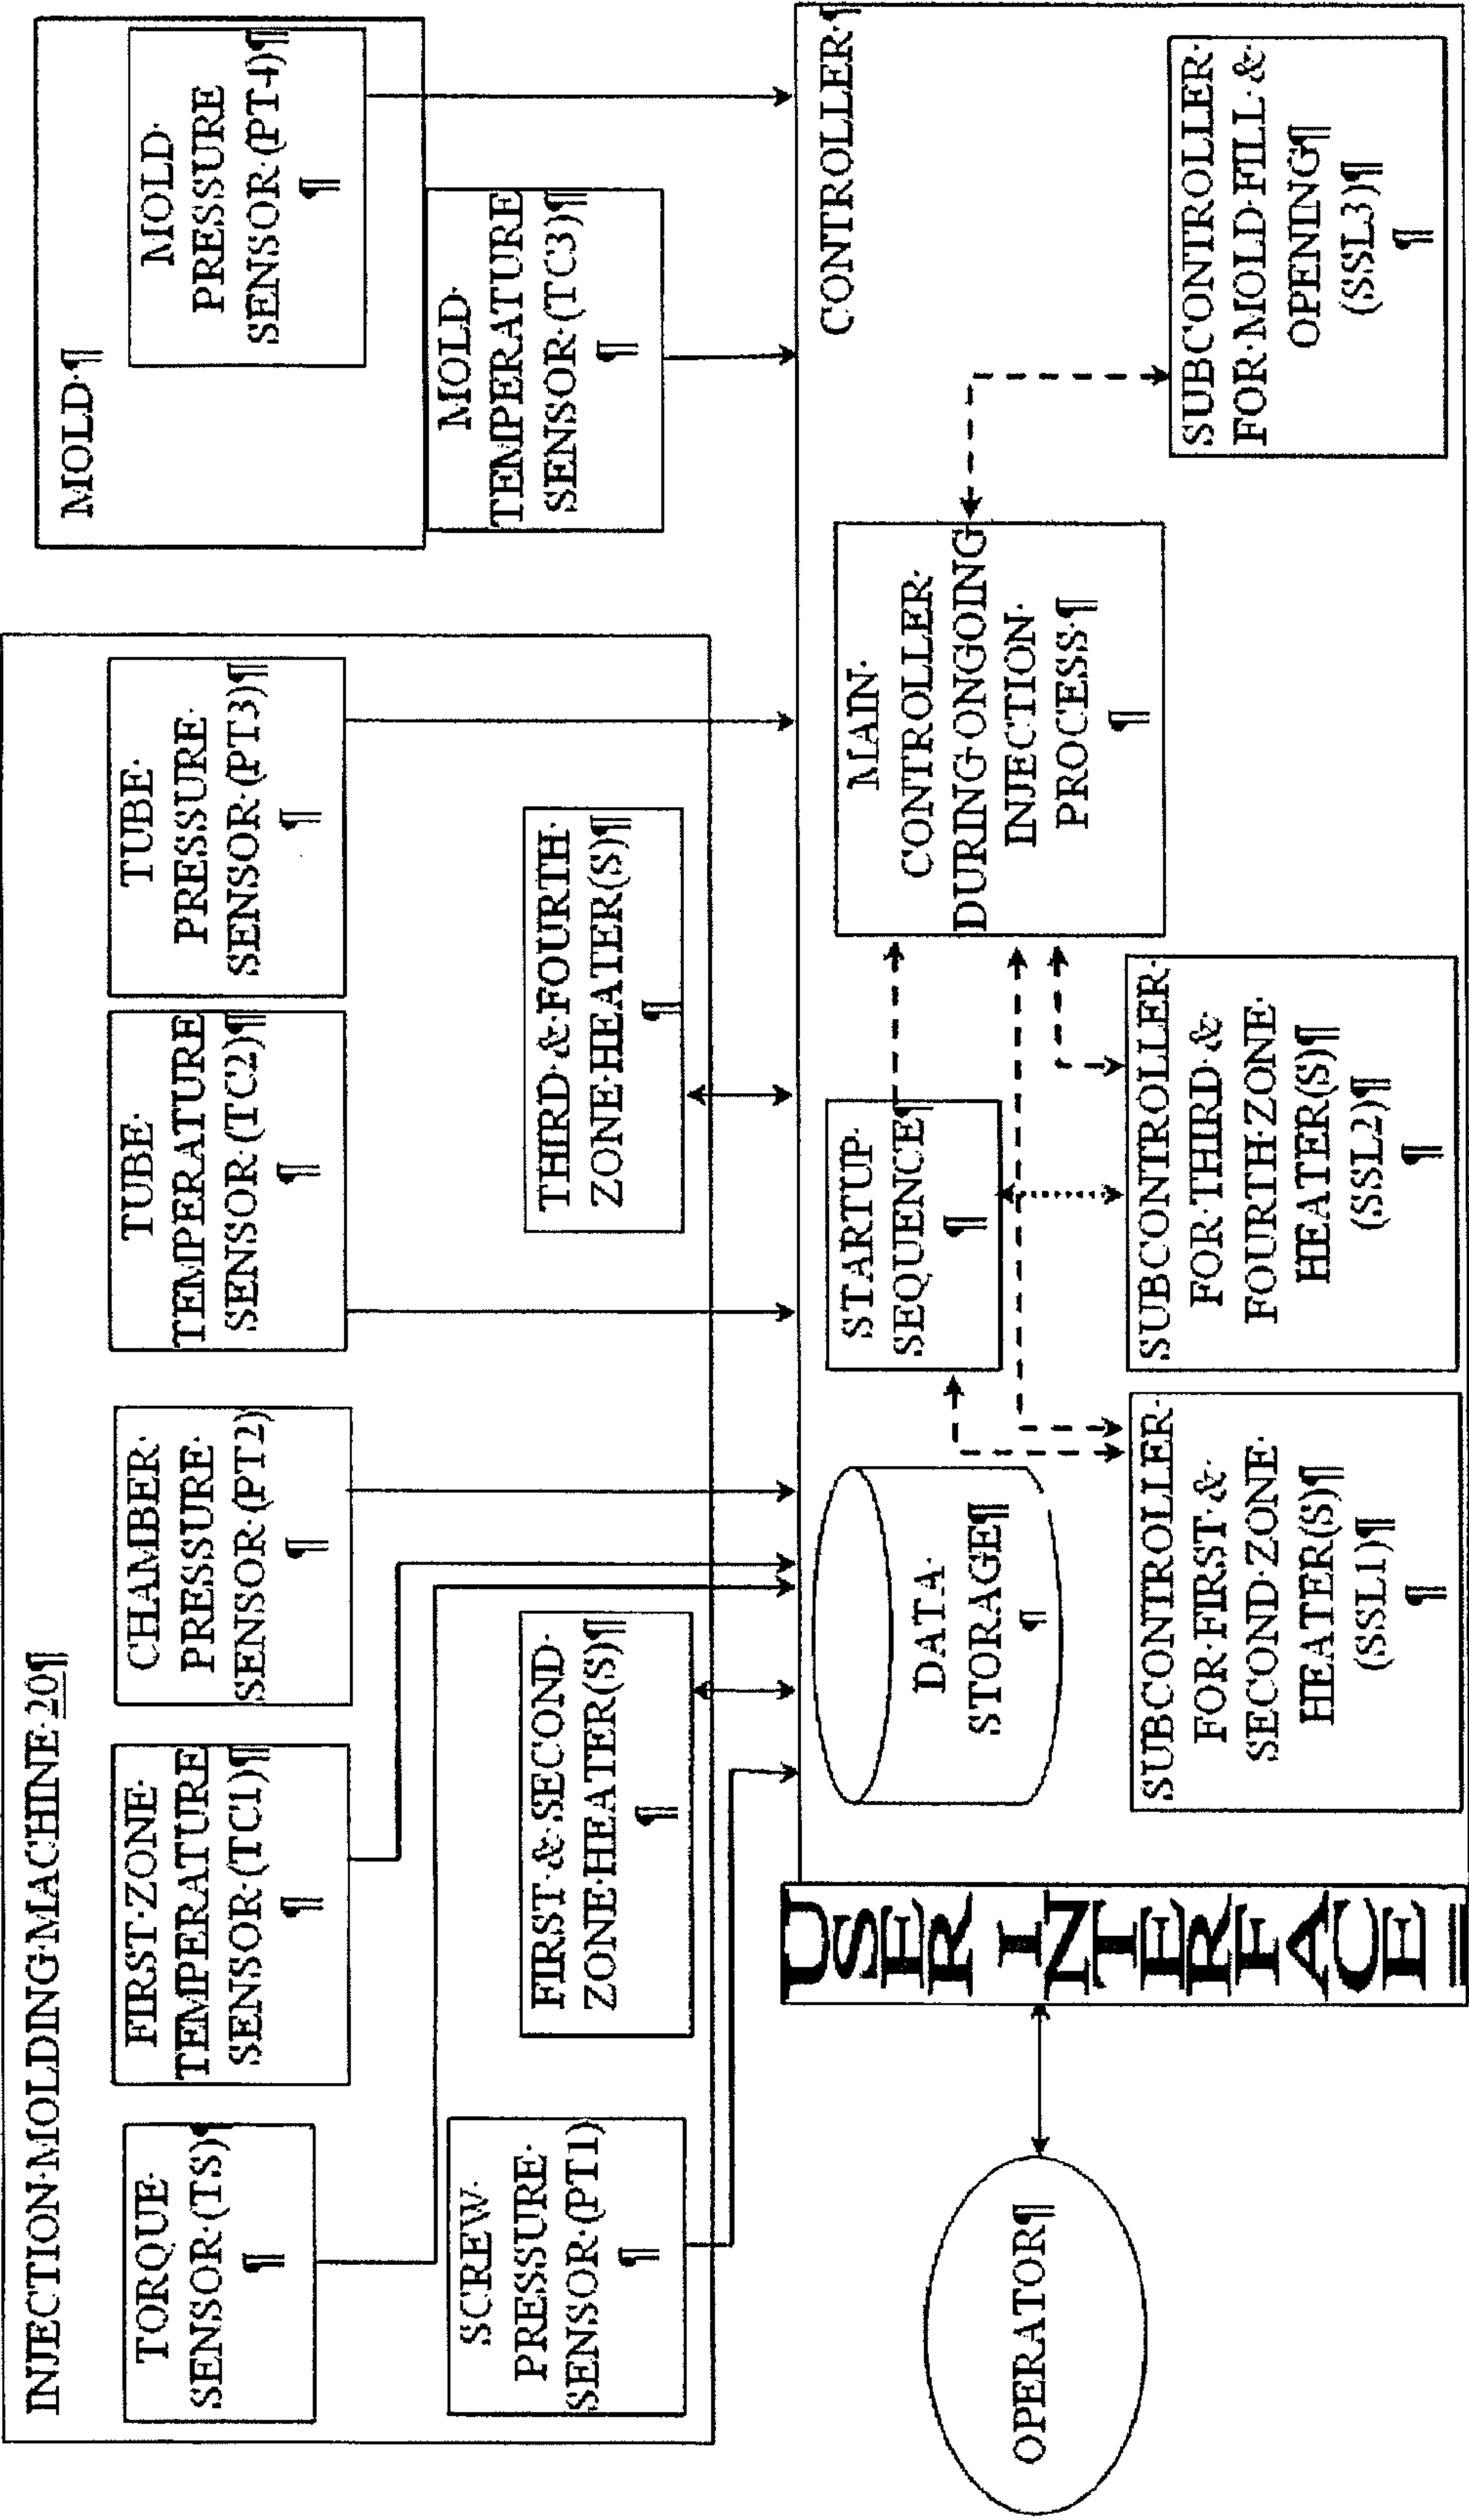 INJECTION·MOLDING·MACHINE·20¶
TORQUE·
SENSOR·(TS)¶
¶
FIRST·ZONE·
TEMPERATURE
SENSOR·(TC1)¶
¶
CHAMBER·
PRESSURE·
SENSOR·(PT2)
¶
TUBE·
TEMPERATURE
SENSOR·(TC2)¶
¶
TUBE·
PRESSURE·
SENSOR·(PT3)¶
¶
SCREW·
PRESSURE·
SENSOR·(PT1)
¶
FIRST·&·SECOND·
ZONE·HEATER(S)¶
¶
THIRD·&·FOURTH·
ZONE·HEATER(S)¶
¶
MOLD·¶
MOLD·
PRESSURE
SENSOR·(PT4)¶
¶
MOLD·
TEMPERATURE
SENSOR·(TC3)¶
¶
OPERATOR¶
USER INTERFACE
CONTROLLER·¶
DATA·
STORAGE¶
¶
STARTUP·
SEQUENCE¶
¶
MAIN·
CONTROLLER·
DURING·ONGOING
INJECTION·
PROCESS·¶
¶
SUBCONTROLLER·
FOR·FIRST·&·
SECOND·ZONE·
HEATER(S)¶
(SSL1)¶
¶
SUBCONTROLLER·
FOR·THIRD·&·
FOURTH·ZONE·
HEATER(S)¶
(SSL2)¶
¶
SUBCONTROLLER·
FOR·MOLD·FILL·&·
OPENING¶
(SSL3)¶
¶